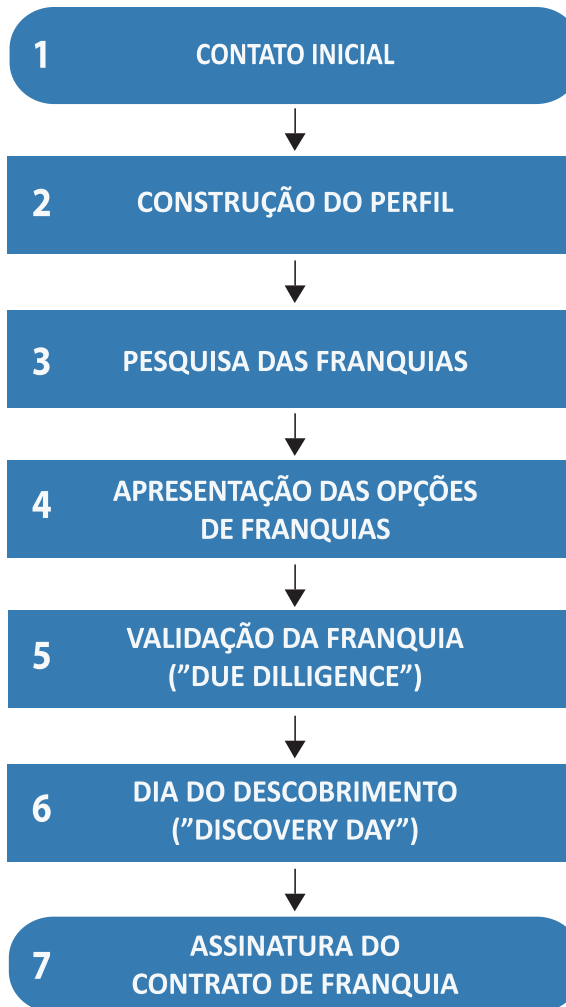 1 CONTATO INICIAL
2 CONSTRUÇÃO DO PERFIL
3 PESQUISA DAS FRANQUIAS
4 APRESENTAÇÃO DAS OPÇÕES
DE FRANQUIAS
5 VALIDAÇÃO DA FRANQUIA
(”DUE DILLIGENCE”)
6 DIA DO DESCOBRIMENTO
(”DISCOVERY DAY”)
7 ASSINATURA DO
CONTRATO DE FRANQUIA